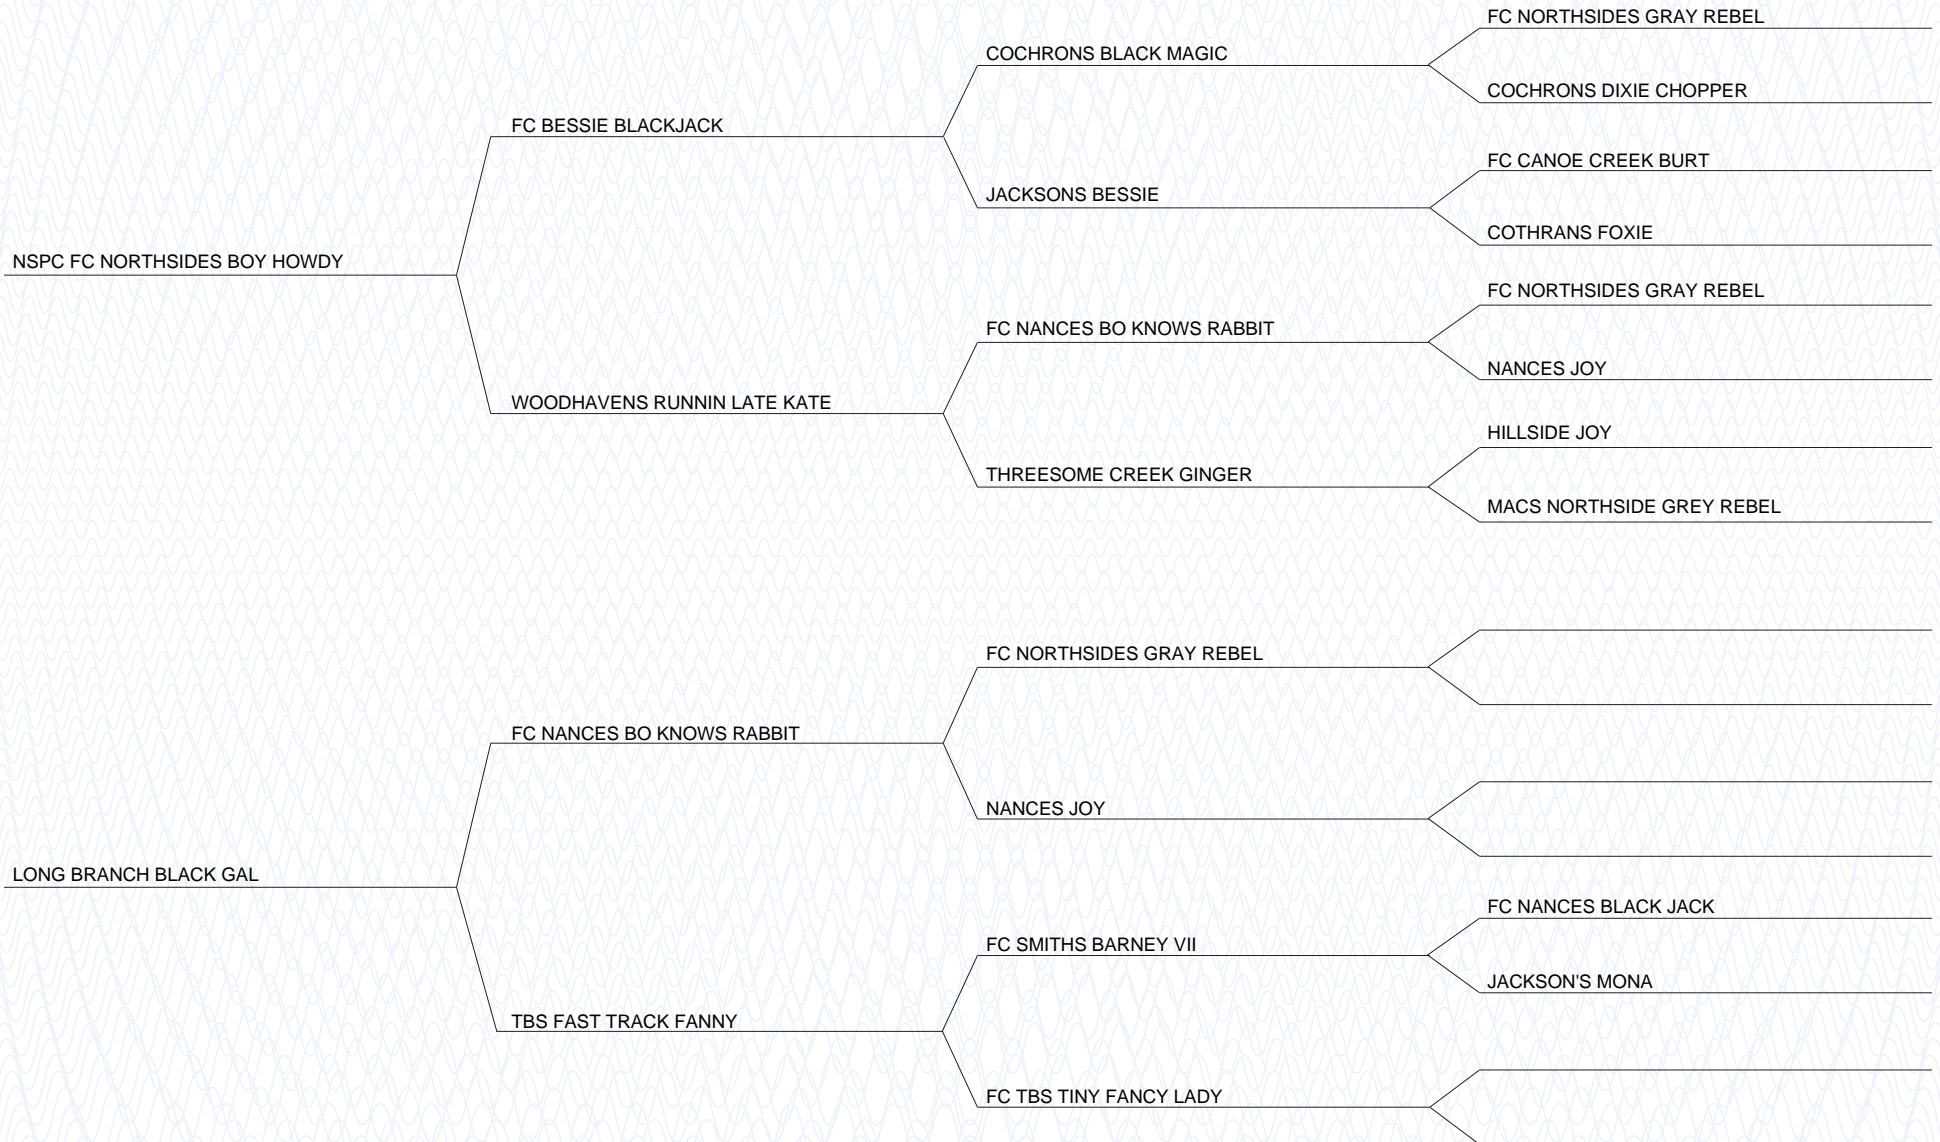 FC NORTHSIDES GRAY REBEL
COCHRONS BLACK MAGIC
COCHRONS DIXIE CHOPPER
FC BESSIE BLACKJACK
FC CANOE CREEK BURT
JACKSONS BESSIE
COTHRANS FOXIE
NSPC FC NORTHSIDES BOY HOWDY
FC NORTHSIDES GRAY REBEL
FC NANCES BO KNOWS RABBIT
NANCES JOY
WOODHAVENS RUNNIN LATE KATE
HILLSIDE JOY
THREESOME CREEK GINGER
MACS NORTHSIDE GREY REBEL
FC NORTHSIDES GRAY REBEL
FC NANCES BO KNOWS RABBIT
NANCES JOY
LONG BRANCH BLACK GAL
FC NANCES BLACK JACK
FC SMITHS BARNEY VII
JACKSON'S MONA
TBS FAST TRACK FANNY
FC TBS TINY FANCY LADY